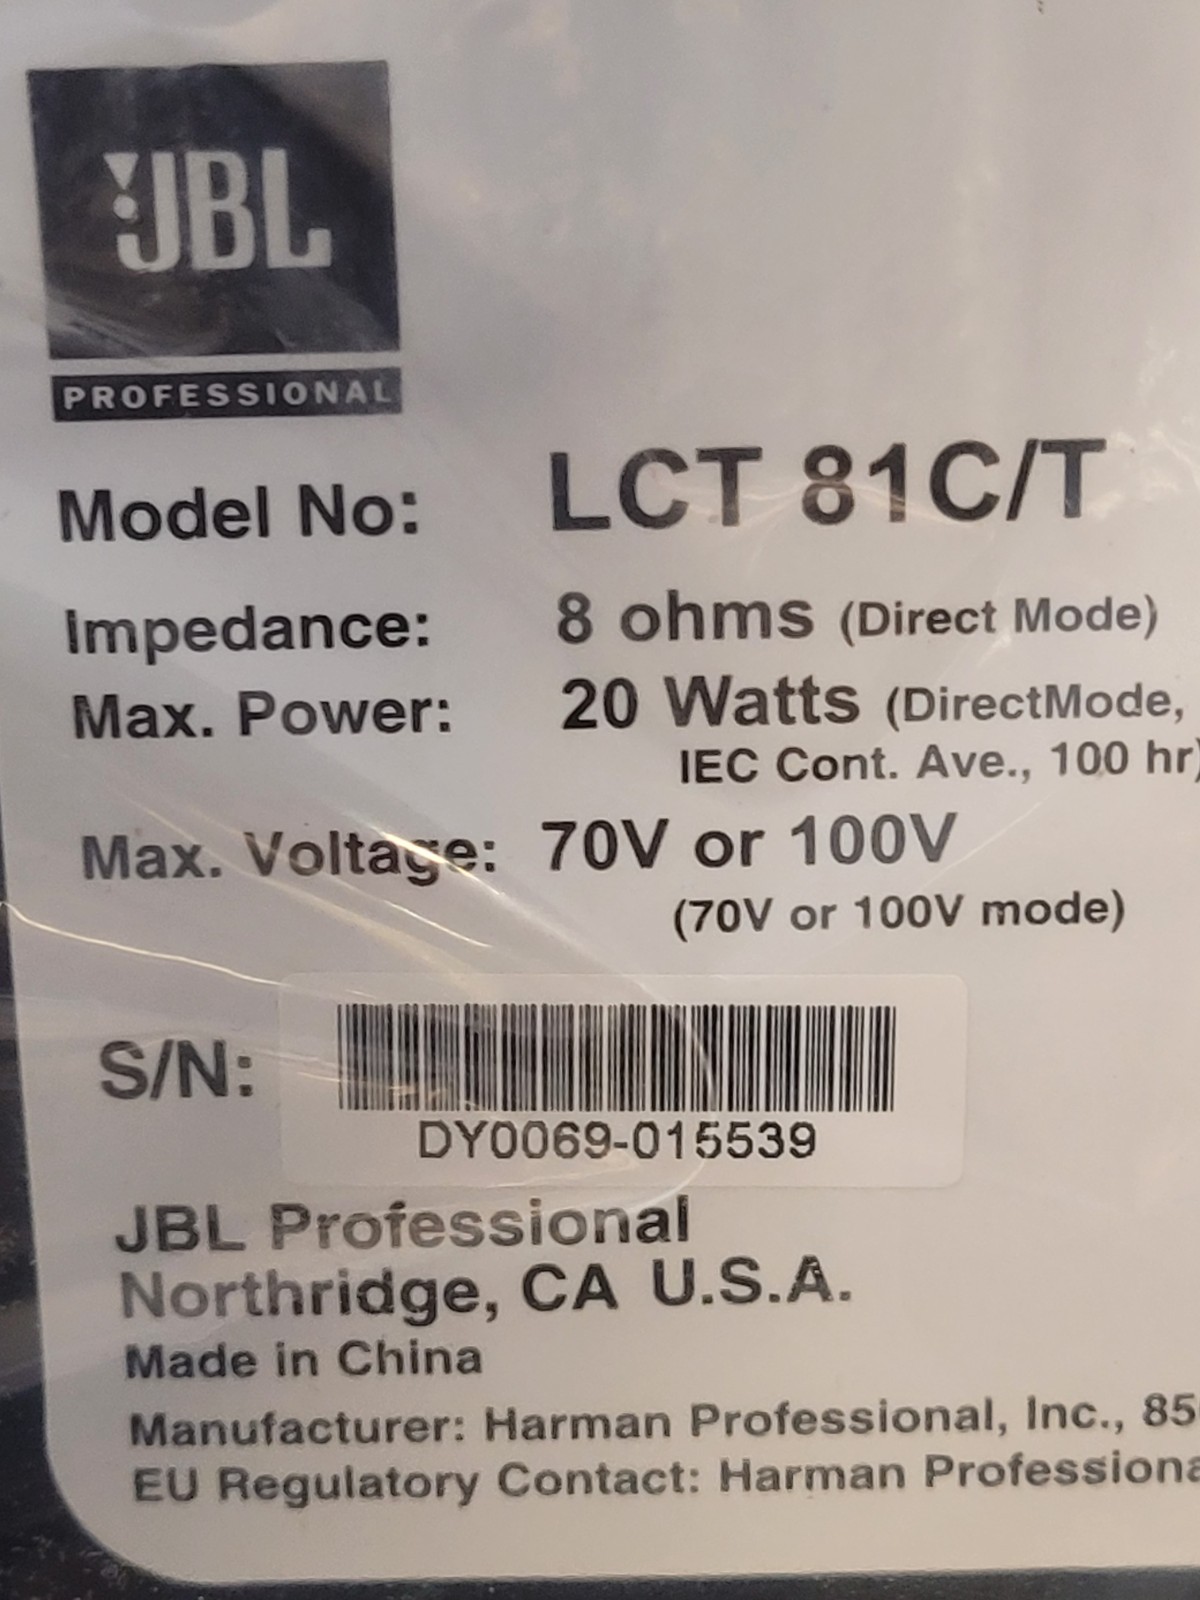 JBL
PROFESSIONAL
Model No: LCT 81C/T
Impedance: 8 ohms (Direct Mode)
Max. Power: 20 Watts (DirectMode,
IEC Cont. Ave., 100 hr)
Max. Voltage: 70V or 100V
(70V or 100V mode)
S/N:
DY0069-015539
JBL Professional
Northridge, CA U.S.A.
Made in China
Manufacturer: Harman Professional, Inc., 85
EU Regulatory Contact: Harman Professiona